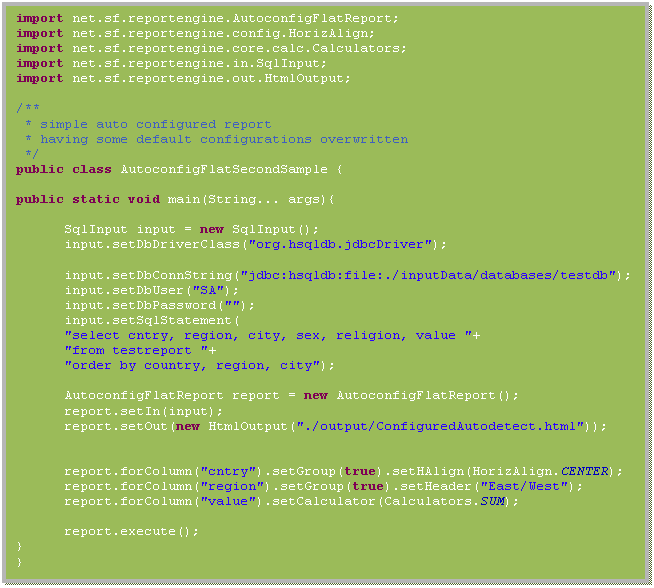 import net.sf.reportengine.AutoconfigFlatReport;
import net.sf.reportengine.config.HorizAlign;
import net.sf.reportengine.core.calc.Calculators;
import net.sf.reportengine.in.SqlInput;
import net.sf.reportengine.out.HtmlOutput;
/**
* simple auto configured report
* having some default configurations overwritten
*/
public class AutoconfigFlatSecondSample {
public static void main(String... args){
SqlInput input = new SqlInput();
input.setDbDriverClass("org.hsqldb.jdbcDriver");
input.setDbConnString("jdbc:hsqldb:file:./inputData/databases/testdb");
input.setDbUser("SA");
input.setDbPassword("");
input.setSqlStatement(
"select cntry, region, city, sex, religion, value "+
"from testreport "+
"order by country, region, city");
AutoconfigFlatReport report = new AutoconfigFlatReport();
report.setIn(input);
report.setOut(new HtmlOutput("./output/ConfiguredAutodetect.html"));
report.forColumn("cntry").setGroup(true).setHAlign(HorizAlign.CENTER);
report.forColumn("region").setGroup(true).setHeader("East/West");
report.forColumn("value").setCalculator(Calculators.SUM);
report.execute();
}
}